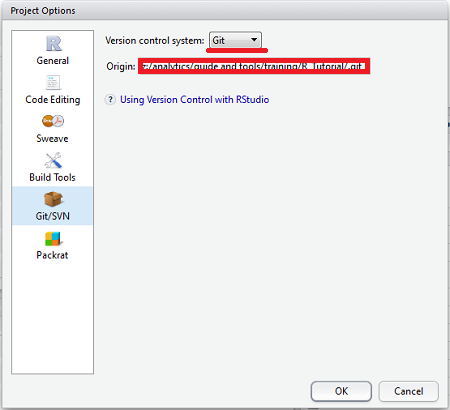 Project Options
General
Code Editing
Sweave
Build Tools
Git/SVN
Packrat
Version control system: Git
Origin: /analytics/guide and tools/training/R_Tutorial/.git
? Using Version Control with RStudio
OK
Cancel